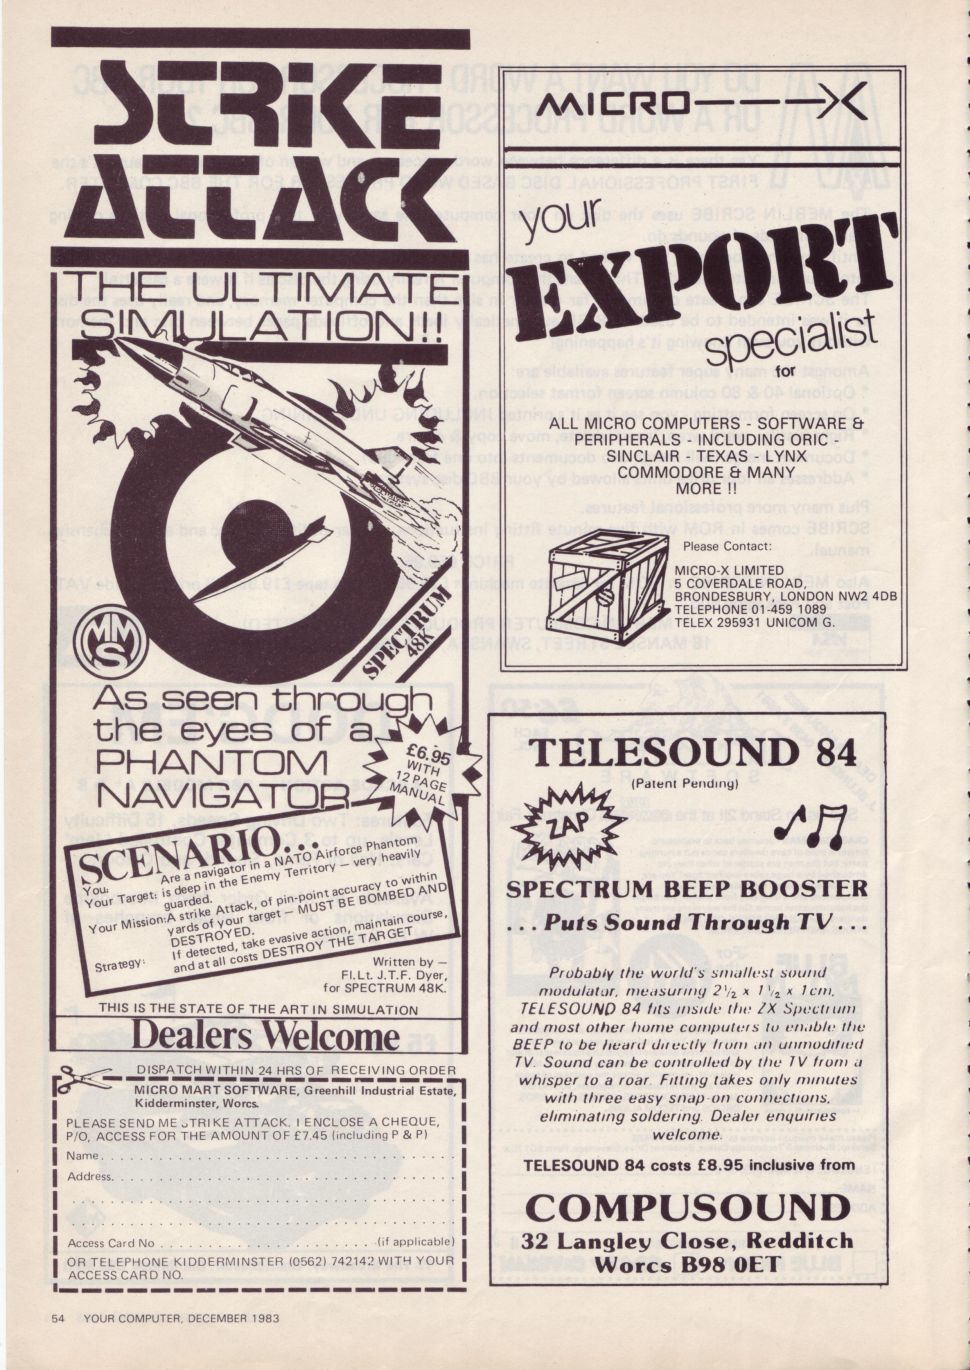 STRIKE
ATTACK
THE ULTIMATE
SIMULATION!!
SPECTRUM
48K
MMS
As seen through
the eyes of a
PHANTOM
NAVIGATOR
£6.95
WITH
12 PAGE
MANUAL
SCENARIO...
You: Are a navigator in a NATO Airforce Phantom
Your Target: is deep in the Enemy Territory – very heavily
guarded.
Your Mission: A strike Attack, of pin-point accuracy to within
yards of your target – MUST BE BOMBED AND
DESTROYED.
Strategy: If detected, take evasive action, maintain course,
and at all costs DESTROY THE TARGET
Written by –
Fl.Lt. J.T.F. Dyer,
for SPECTRUM 48K.
THIS IS THE STATE OF THE ART IN SIMULATION
Dealers Welcome
DISPATCH WITHIN 24 HRS OF RECEIVING ORDER
MICRO MART SOFTWARE, Greenhill Industrial Estate,
Kidderminster, Worcs.
PLEASE SEND ME STRIKE ATTACK. I ENCLOSE A CHEQUE,
P/O, ACCESS FOR THE AMOUNT OF £7.45 (including P & P)
Name
Address
Access Card No (if applicable)
OR TELEPHONE KIDDERMINSTER (0562) 742142 WITH YOUR
ACCESS CARD NO.
MICRO-X
your
EXPORT
specialist
for
ALL MICRO COMPUTERS - SOFTWARE &
PERIPHERALS - INCLUDING ORIC -
SINCLAIR - TEXAS - LYNX
COMMODORE & MANY
MORE !!
Please Contact:
MICRO-X LIMITED
5 COVERDALE ROAD,
BRONDESBURY, LONDON NW2 4DB
TELEPHONE 01-459 1089
TELEX 295931 UNICOM G.
TELESOUND 84
(Patent Pending)
ZAP
SPECTRUM BEEP BOOSTER
... Puts Sound Through TV ...
Probably the world's smallest sound
modulator, measuring 2½ x 1½ x 1cm,
TELESOUND 84 fits inside the ZX Spectrum
and most other home computers to enable the
BEEP to be heard directly from an unmodified
TV. Sound can be controlled by the TV from a
whisper to a roar. Fitting takes only minutes
with three easy snap-on connections,
eliminating soldering. Dealer enquiries
welcome.
TELESOUND 84 costs £8.95 inclusive from
COMPUSOUND
32 Langley Close, Redditch
Worcs B98 0ET
54 YOUR COMPUTER, DECEMBER 1983